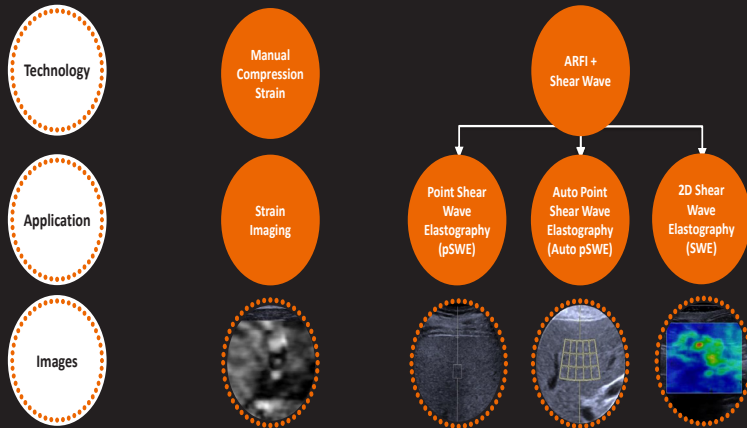 Technology
Manual
Compression
Strain
ARFI +
Shear Wave
Application
Strain
Imaging
Point Shear
Wave
Elastography
(pSWE)
Auto Point
Shear Wave
Elastography
(Auto pSWE)
2D Shear
Wave
Elastography
(SWE)
Images